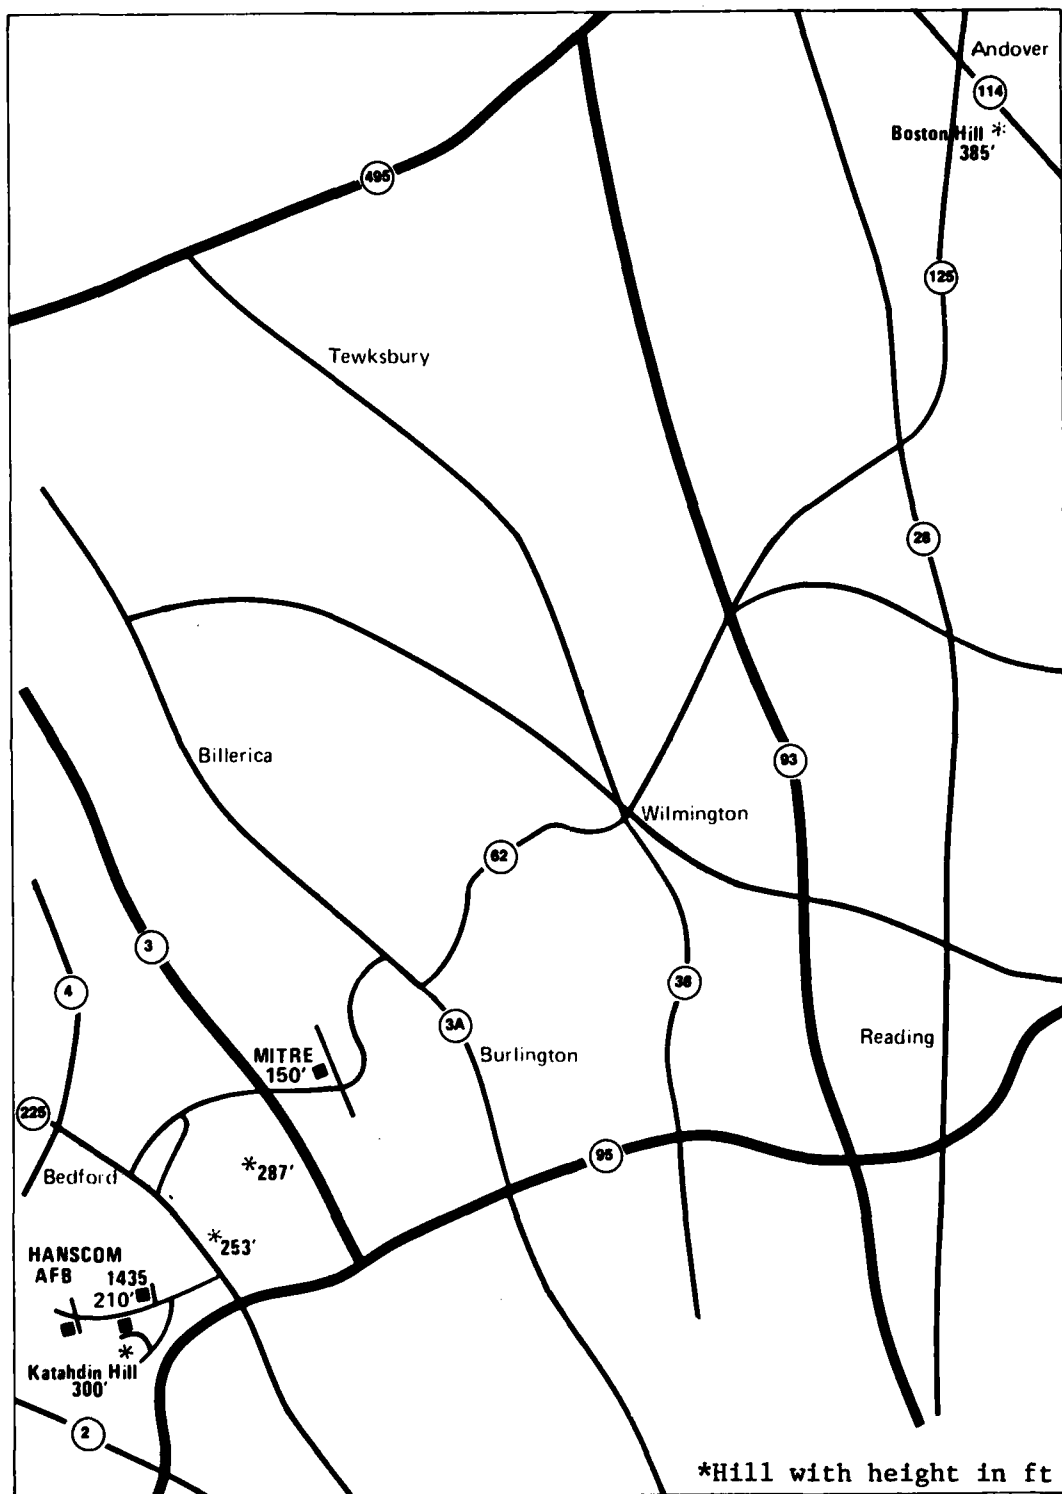 Andover
114
Boston Hill *
385'
495
125
Tewksbury
28
Billerica
93
Wilmington
62
3
4
38
3A
Reading
MITRE
150'
Burlington
225
95
*287'
Bedford
*253'
HANSCOM
AFB
1435
210'
*
Katahdin Hill
300'
2
*Hill with height in ft